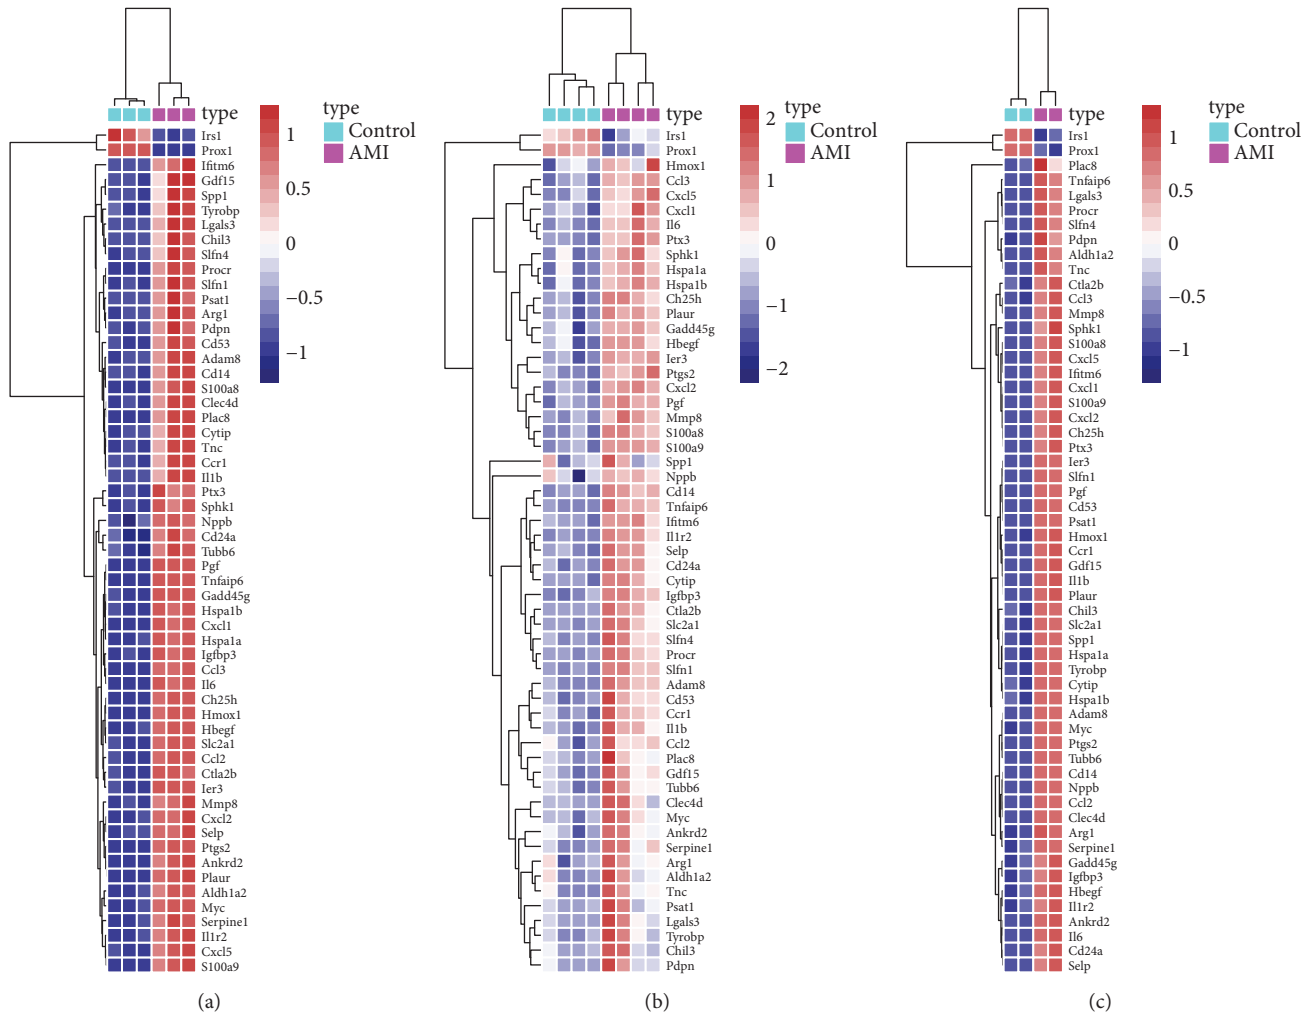 type
Irs1
Prox1
Ifitm6
Gdf15
Spp1
Tyrobp
Lgals3
Chil3
Slfn4
Procr
Slfn1
Psat1
Arg1
Pdpn
Cd53
Adam8
Cd14
S100a8
Clec4d
Plac8
Cytip
Tnc
Ccr1
Il1b
Ptx3
Sphk1
Nppb
Cd24a
Tubb6
Pgf
Tnfaip6
Gadd45g
Hspa1b
Cxcl1
Hspa1a
Igfbp3
Ccl3
Il6
Ch25h
Hmox1
Hbegf
Slc2a1
Ccl2
Ctla2b
Ier3
Mmp8
Cxcl2
Selp
Ptgs2
Ankrd2
Plaur
Aldh1a2
Myc
Serpine1
Il1r2
Cxcl5
S100a9
1
0.5
0
−0.5
−1
type
Control
AMI
(a)
type
Irs1
Prox1
Hmox1
Ccl3
Cxcl5
Cxcl1
Il6
Ptx3
Sphk1
Hspa1a
Hspa1b
Ch25h
Plaur
Gadd45g
Hbegf
Ier3
Ptgs2
Cxcl2
Pgf
Mmp8
S100a8
S100a9
Spp1
Nppb
Cd14
Tnfaip6
Ifitm6
Il1r2
Selp
Cd24a
Cytip
Igfbp3
Ctla2b
Slc2a1
Slfn4
Procr
Slfn1
Adam8
Cd53
Ccr1
Il1b
Ccl2
Plac8
Gdf15
Tubb6
Clec4d
Myc
Ankrd2
Serpine1
Arg1
Aldh1a2
Tnc
Psat1
Lgals3
Tyrobp
Chil3
Pdpn
2
1
0
−1
−2
type
Control
AMI
(b)
type
Irs1
Prox1
Plac8
Tnfaip6
Lgals3
Procr
Slfn4
Pdpn
Aldh1a2
Tnc
Ctla2b
Ccl3
Mmp8
Sphk1
S100a8
Cxcl5
Ifitm6
Cxcl1
S100a9
Cxcl2
Ch25h
Ptx3
Ier3
Slfn1
Pgf
Cd53
Psat1
Hmox1
Ccr1
Gdf15
Il1b
Plaur
Chil3
Slc2a1
Spp1
Hspa1a
Tyrobp
Cytip
Hspa1b
Adam8
Myc
Ptgs2
Tubb6
Cd14
Nppb
Ccl2
Clec4d
Arg1
Serpine1
Gadd45g
Igfbp3
Hbegf
Il1r2
Ankrd2
Il6
Cd24a
Selp
1
0.5
0
−0.5
−1
type
Control
AMI
(c)